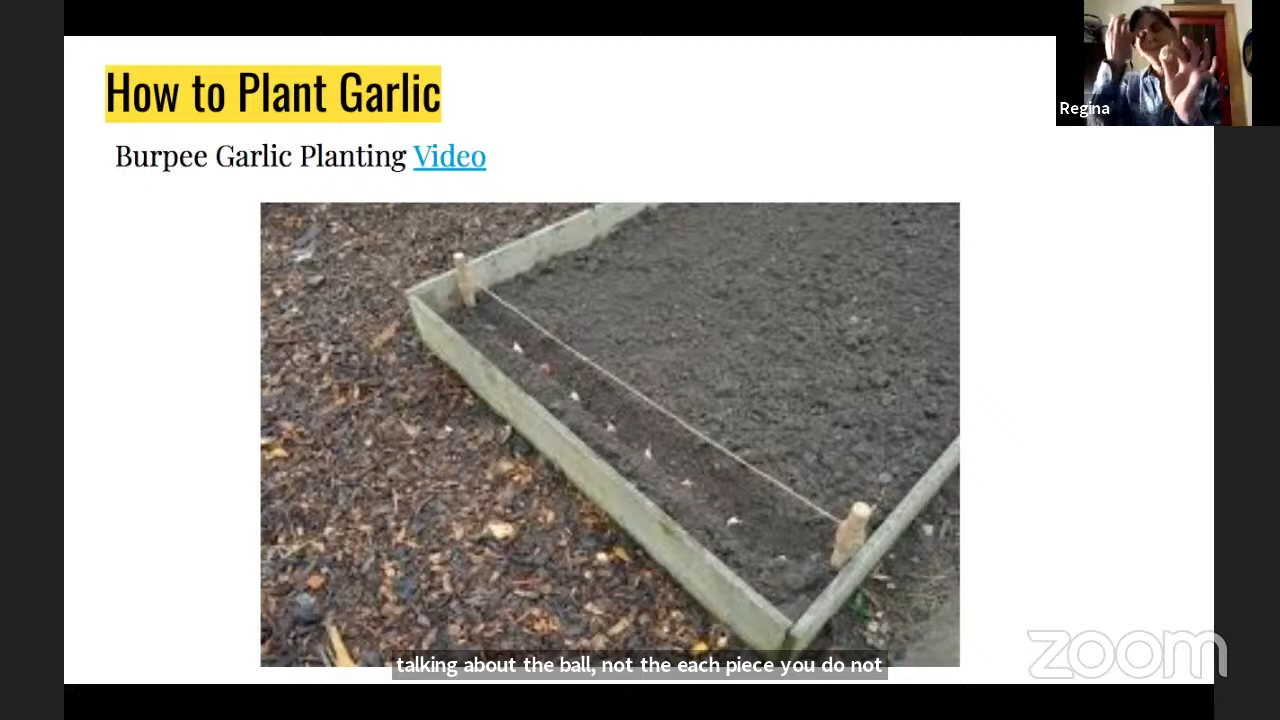 How to Plant Garlic
Regina
Burpee Garlic Planting Video
talking about the ball, not the each piece you do not
zoom